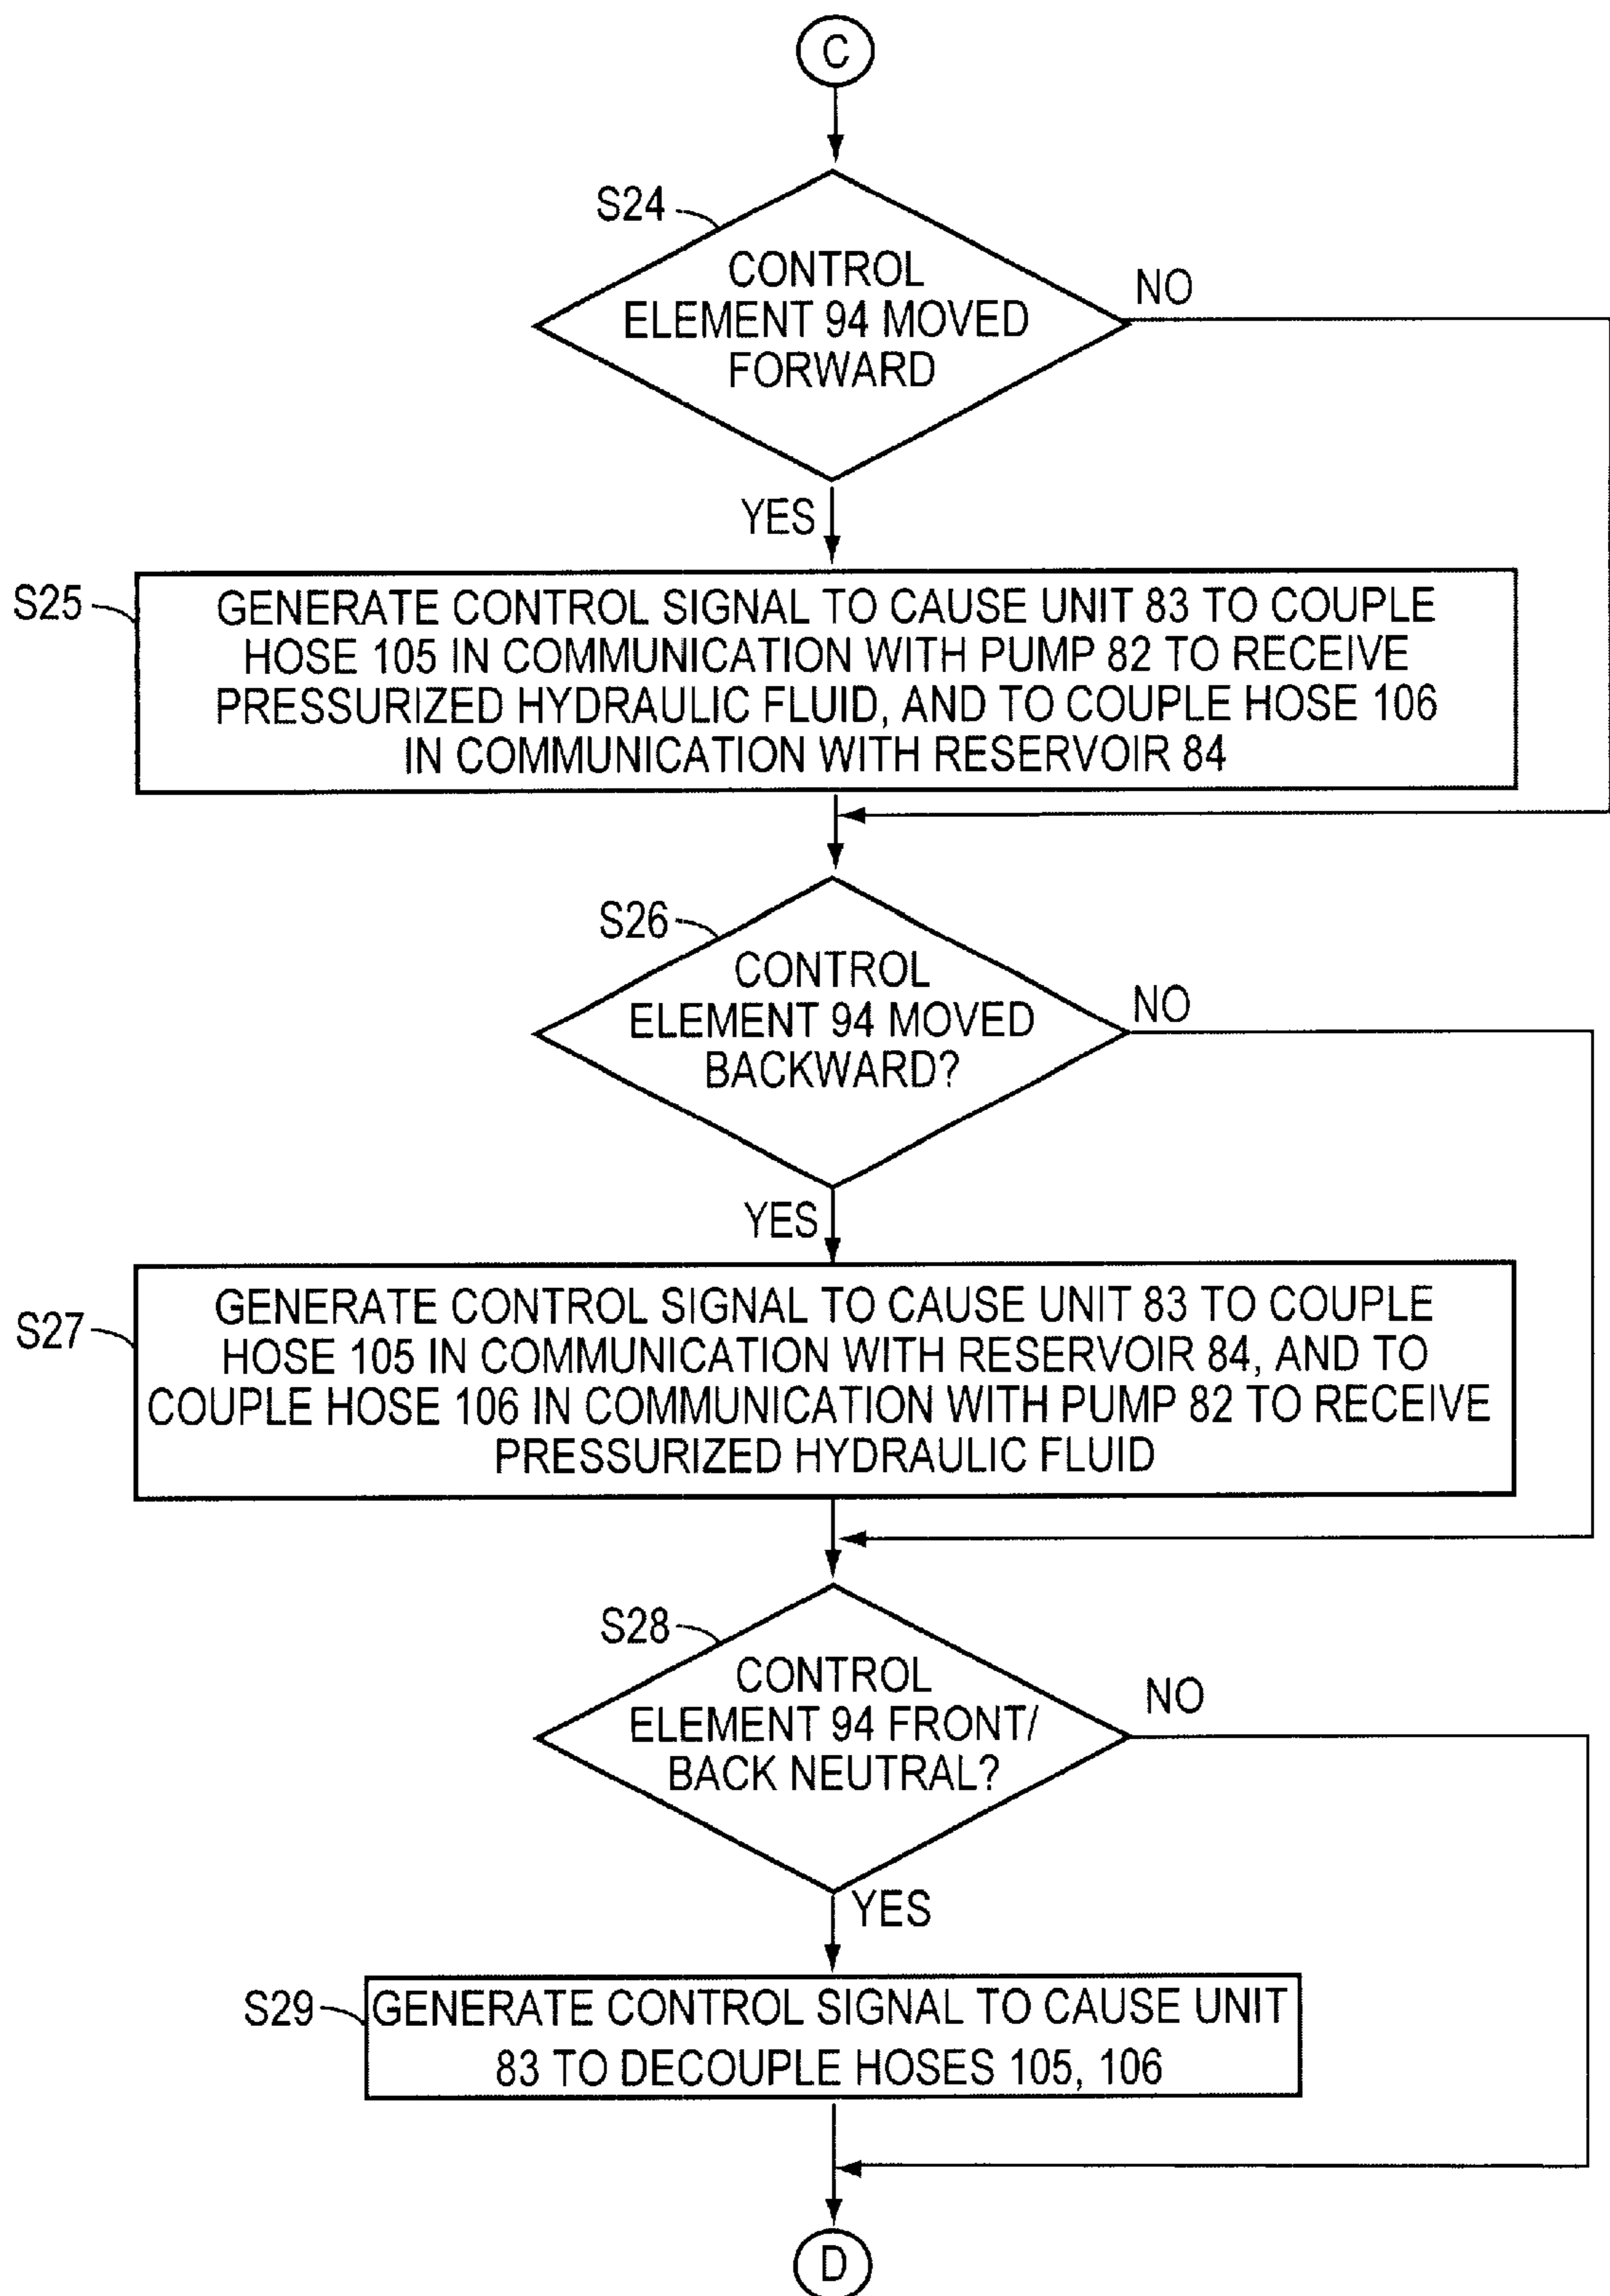 C
S24
CONTROL
ELEMENT 94 MOVED
FORWARD
NO
YES
S25
GENERATE CONTROL SIGNAL TO CAUSE UNIT 83 TO COUPLE
HOSE 105 IN COMMUNICATION WITH PUMP 82 TO RECEIVE
PRESSURIZED HYDRAULIC FLUID, AND TO COUPLE HOSE 106
IN COMMUNICATION WITH RESERVOIR 84
S26
CONTROL
ELEMENT 94 MOVED
BACKWARD?
NO
YES
S27
GENERATE CONTROL SIGNAL TO CAUSE UNIT 83 TO COUPLE
HOSE 105 IN COMMUNICATION WITH RESERVOIR 84, AND TO
COUPLE HOSE 106 IN COMMUNICATION WITH PUMP 82 TO RECEIVE
PRESSURIZED HYDRAULIC FLUID
S28
CONTROL
ELEMENT 94 FRONT/
BACK NEUTRAL?
NO
YES
S29
GENERATE CONTROL SIGNAL TO CAUSE UNIT
83 TO DECOUPLE HOSES 105, 106
D